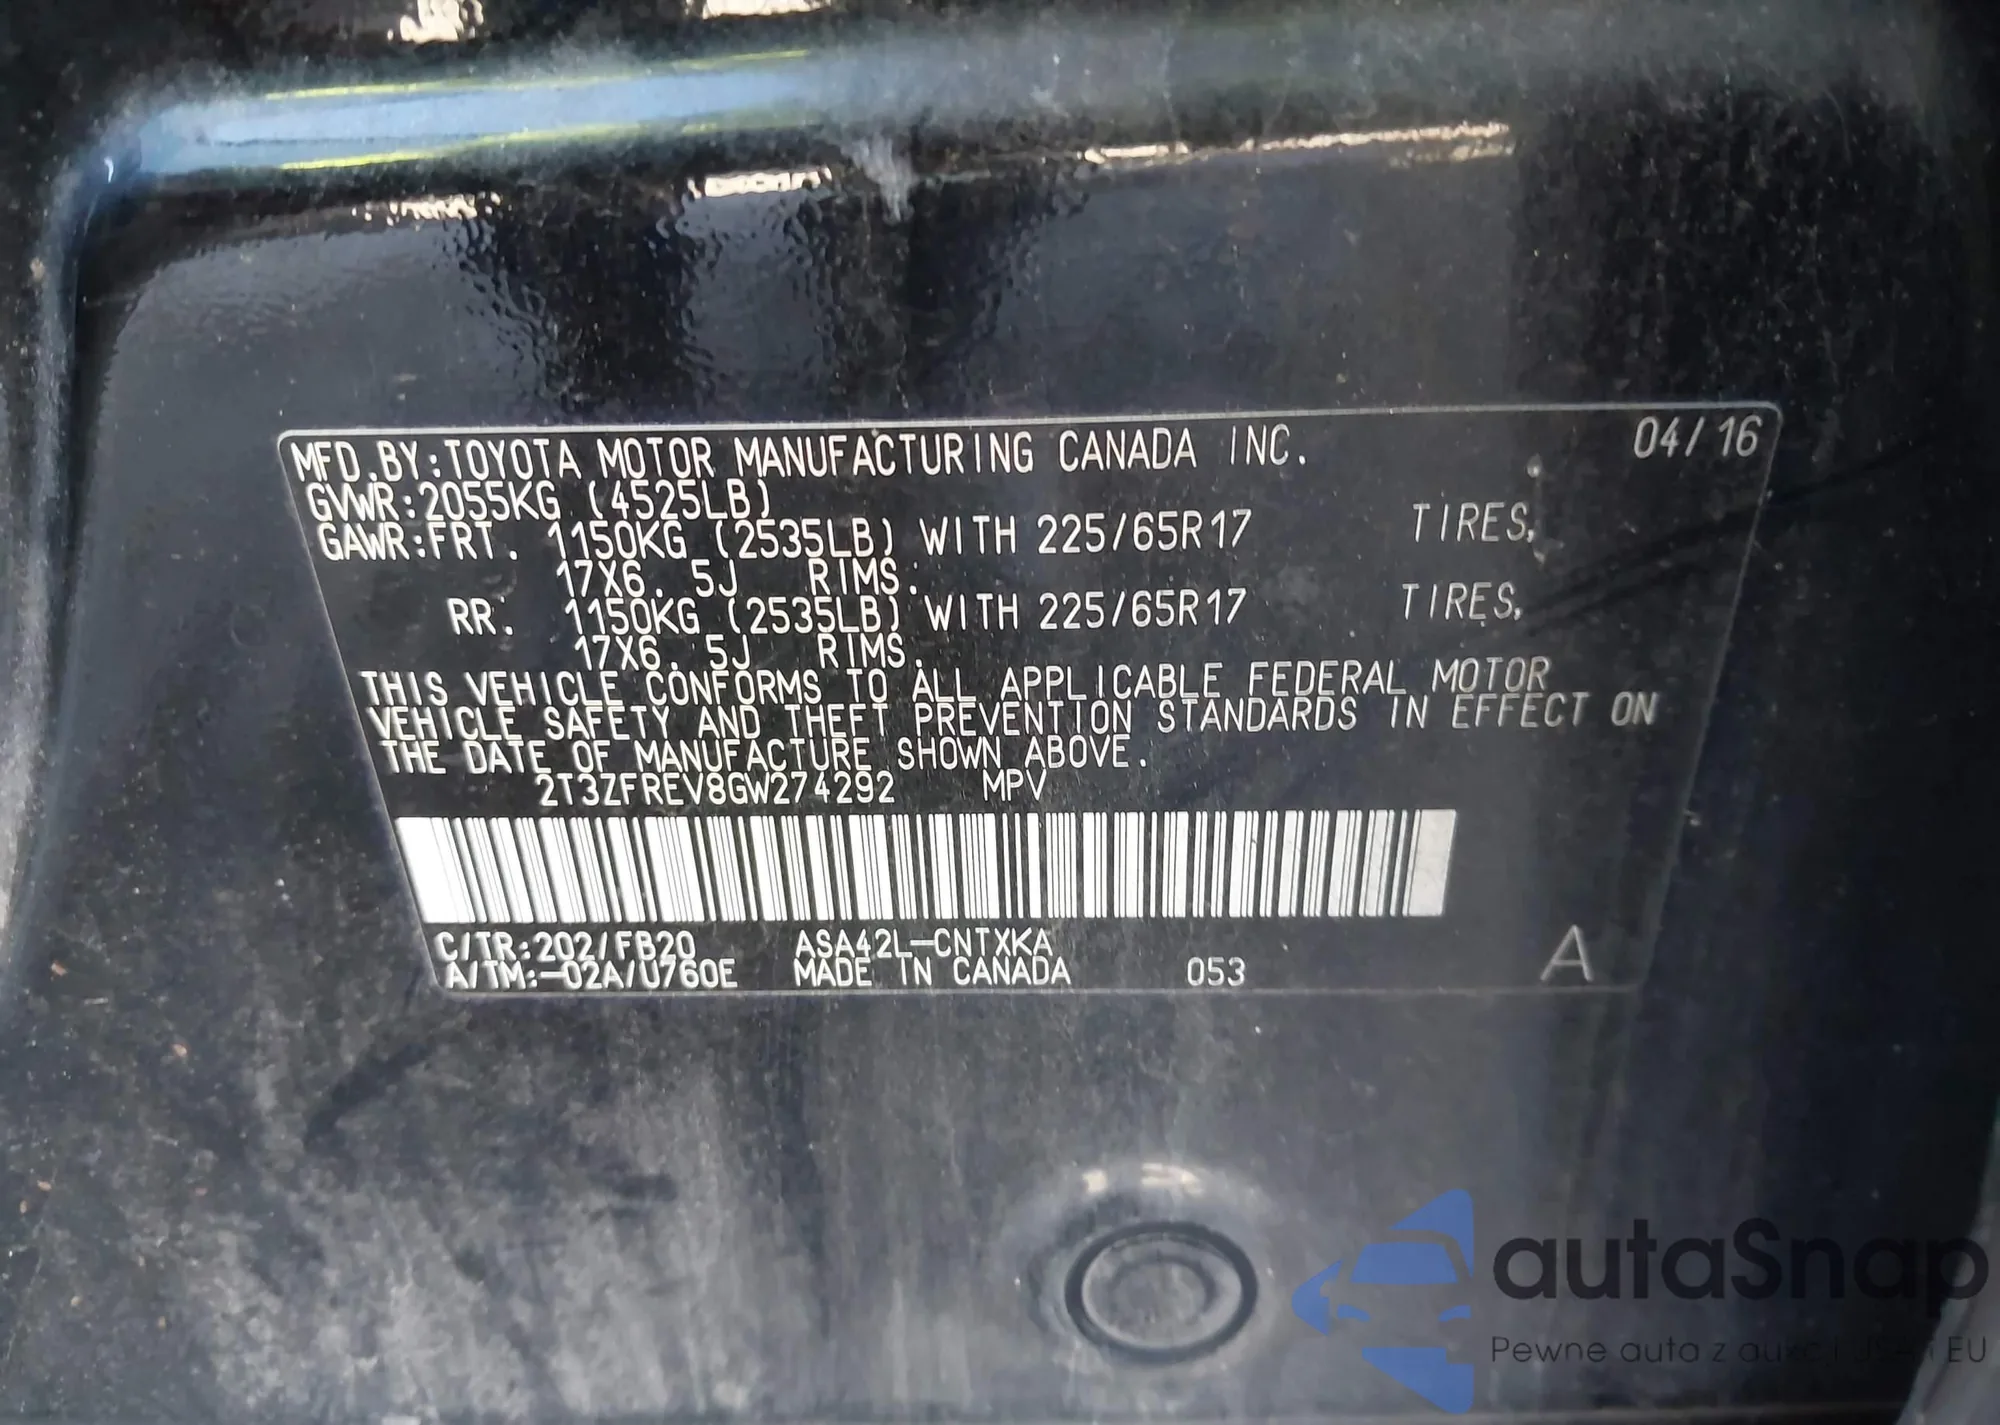 MFD.BY:TOYOTA MOTOR MANUFACTURING CANADA INC. 04/16
GVWR:2055KG (4525LB)
GAWR:FRT. 1150KG (2535LB) WITH 225/65R17 TIRES,
17X6.5J RIMS.
RR. 1150KG (2535LB) WITH 225/65R17 TIRES,
17X6.5J RIMS.
THIS VEHICLE CONFORMS TO ALL APPLICABLE FEDERAL MOTOR
VEHICLE SAFETY AND THEFT PREVENTION STANDARDS IN EFFECT ON
THE DATE OF MANUFACTURE SHOWN ABOVE.
2T3ZFREV8GW274292 MPV
C/TR:202/FB20 ASA42L-CNTXKA
A/TM:-02A/U760E MADE IN CANADA 053 A
autaSnap
Pewne auta z EU